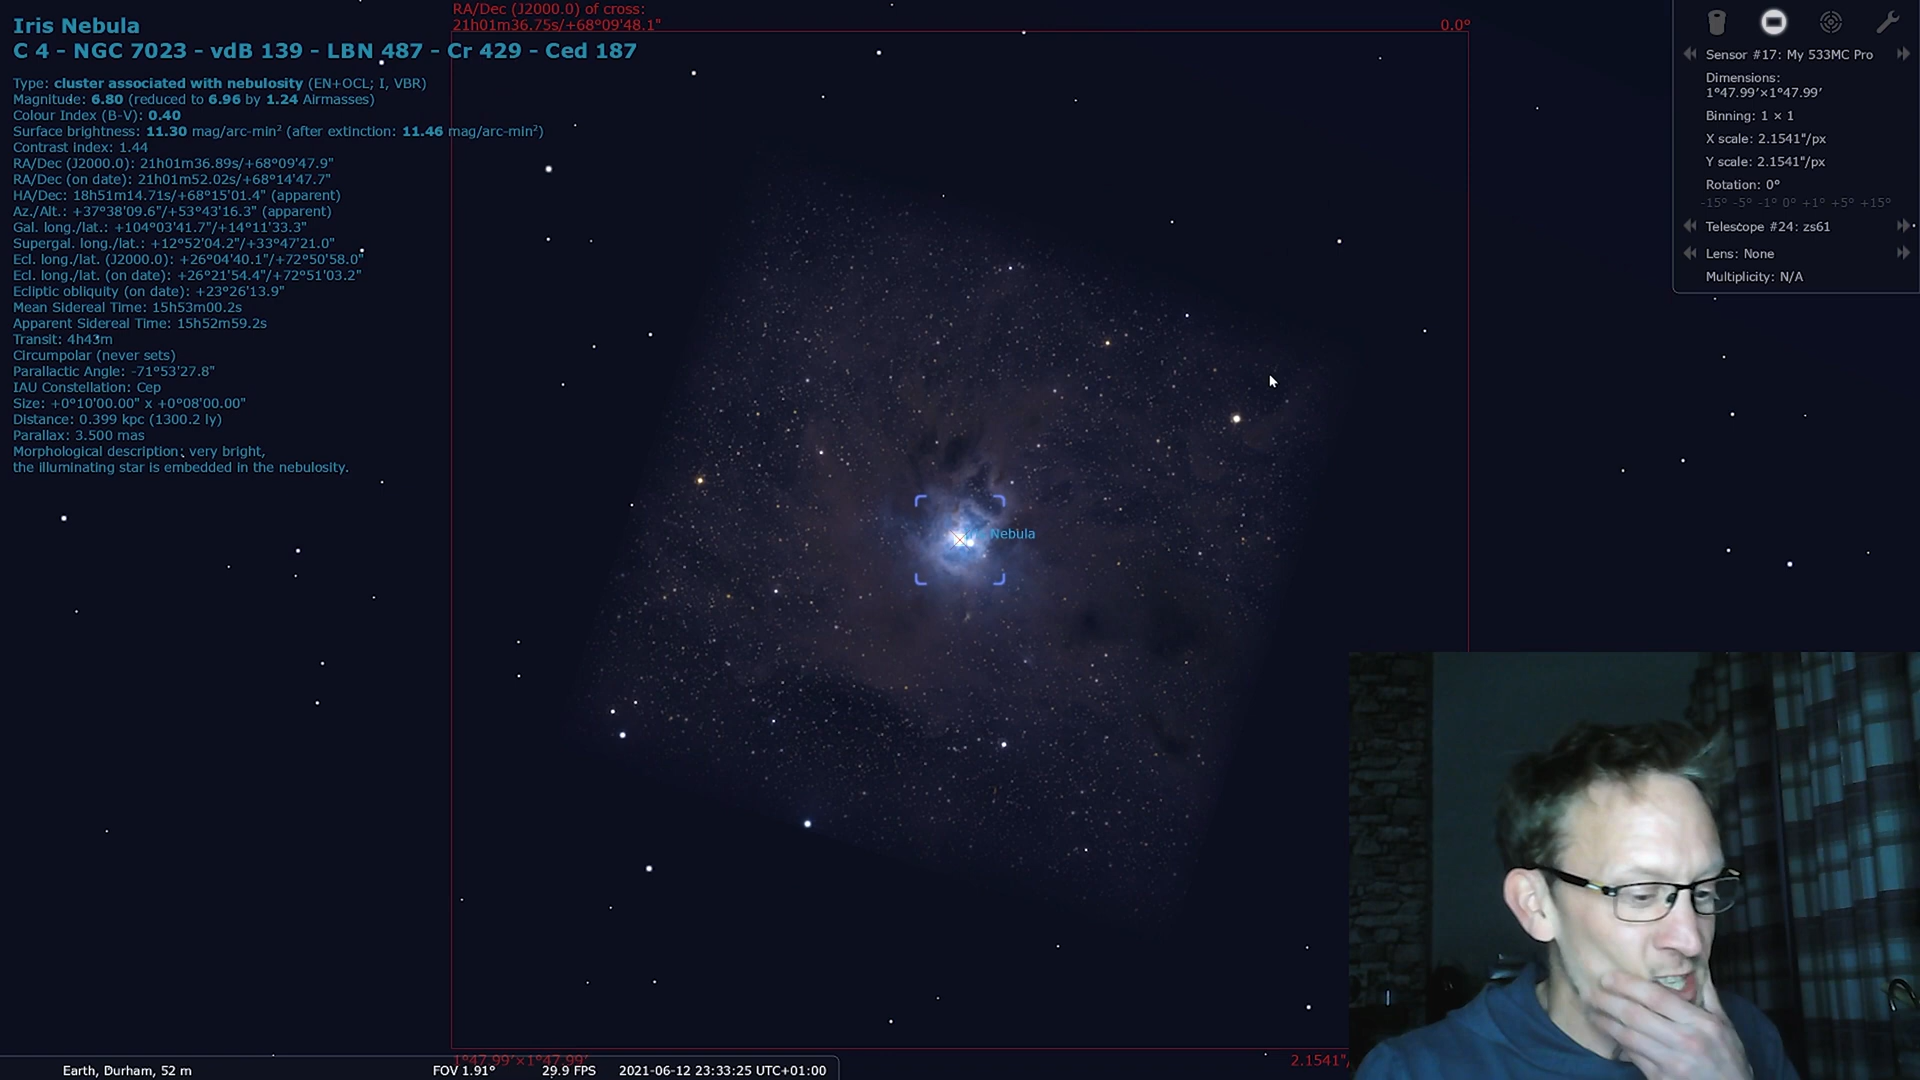 Iris Nebula
C 4 - NGC 7023 - vdB 139 - LBN 487 - Cr 429 - Ced 187
Type: cluster associated with nebulosity (EN+OCL; I, VBR)
Magnitude: 6.80 (reduced to 6.96 by 1.24 Airmasses)
Colour Index (B-V): 0.40
Surface brightness: 11.30 mag/arc-min² (after extinction: 11.46 mag/arc-min²)
Contrast index: 1.44
RA/Dec (J2000.0): 21h01m36.89s/+68°09'47.9"
RA/Dec (on date): 21h01m52.02s/+68°14'47.7"
HA/Dec: 18h51m14.71s/+68°15'01.4" (apparent)
Az./Alt.: +37°38'09.6"/+53°43'16.3" (apparent)
Gal. long./lat.: +104°03'41.7"/+14°11'33.3"
Supergal. long./lat.: +12°52'04.2"/+33°47'21.0"
Ecl. long./lat. (J2000.0): +26°04'40.1"/+72°50'58.0"
Ecl. long./lat. (on date): +26°21'54.4"/+72°51'03.2"
Ecliptic obliquity (on date): +23°26'13.9"
Mean Sidereal Time: 15h53m00.2s
Apparent Sidereal Time: 15h52m59.2s
Transit: 4h43m
Circumpolar (never sets)
Parallactic Angle: -71°53'27.8"
IAU Constellation: Cep
Size: +0°10'00.00" x +0°08'00.00"
Distance: 0.399 kpc (1300.2 ly)
Parallax: 3.500 mas
Morphological description: very bright,
the illuminating star is embedded in the nebulosity.
RA/Dec (J2000.0) of cross:
21h01m36.75s/+68°09'48.1"
0.0°
Nebula
Sensor #17: My 533MC Pro
Dimensions:
1°47.99′×1°47.99′
Binning: 1 × 1
X scale: 2.1541"/px
Y scale: 2.1541"/px
Rotation: 0°
-15° -5° -1° 0° +1° +5° +15°
Telescope #24: zs61
Lens: None
Multiplicity: N/A
1°47.99′×1°47.99′
2.1541"/
Earth, Durham, 52 m
FOV 1.91°
29.9 FPS
2021-06-12 23:33:25 UTC+01:00